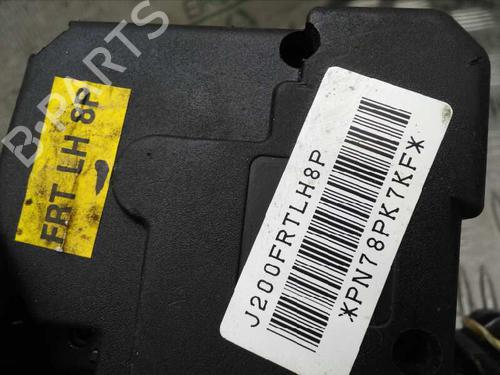 B-PARTS
FRT LH 8P
J200FRTLH8P
*PN78PK7KF*